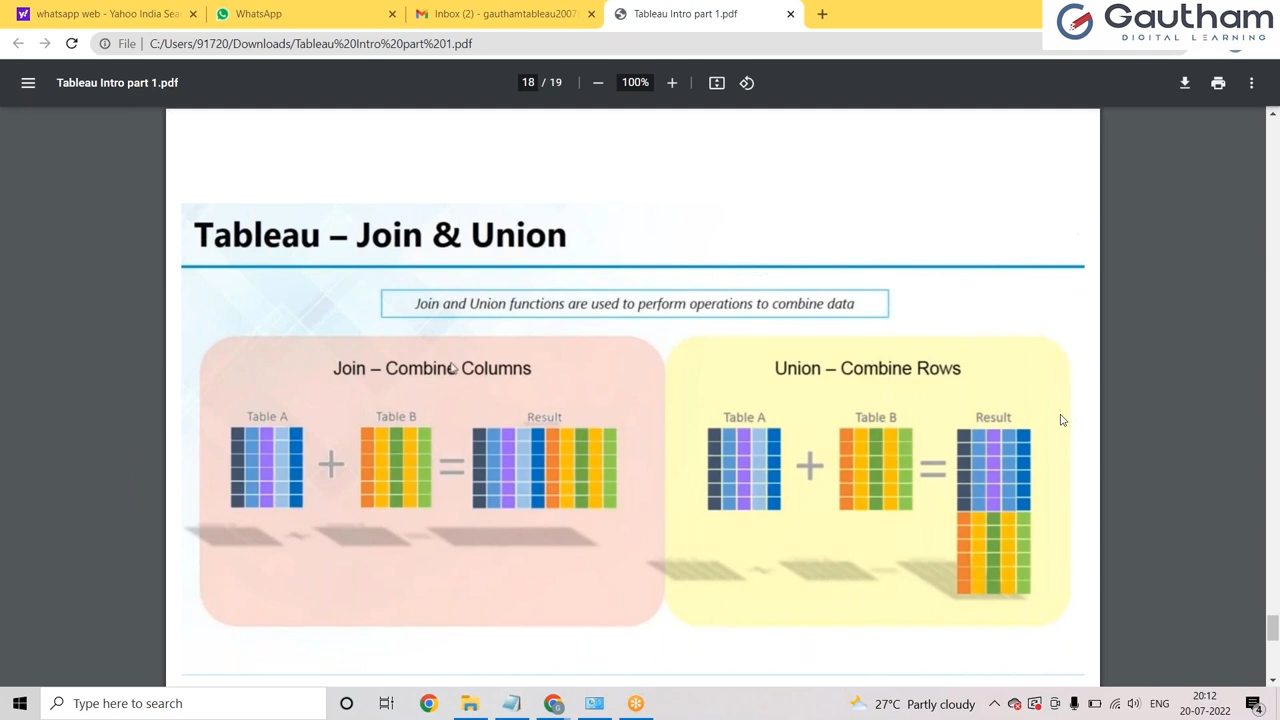 whatsapp web - Yahoo India Sea
WhatsApp
Inbox (2) - gauthamtableau2007
Tableau Intro part 1.pdf
Gautham
DIGITAL LEARNING
File
C:/Users/91720/Downloads/Tableau%20Intro%20part%201.pdf
Tableau Intro part 1.pdf
18 / 19
100%
Tableau – Join & Union
Join and Union functions are used to perform operations to combine data
Join – Combine Columns
Table A
Table B
Result
Union – Combine Rows
Table A
Table B
Result
Type here to search
27°C Partly cloudy
ENG
20:12
20-07-2022
4